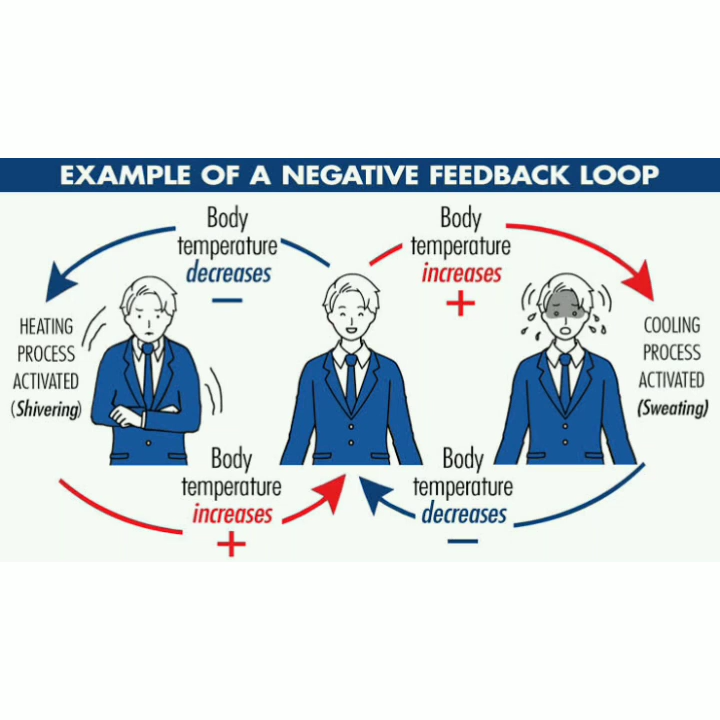 EXAMPLE OF A NEGATIVE FEEDBACK LOOP
Body
temperature
decreases
−
Body
temperature
increases
+
HEATING
PROCESS
ACTIVATED
(Shivering)
COOLING
PROCESS
ACTIVATED
(Sweating)
Body
temperature
increases
+
Body
temperature
decreases
−